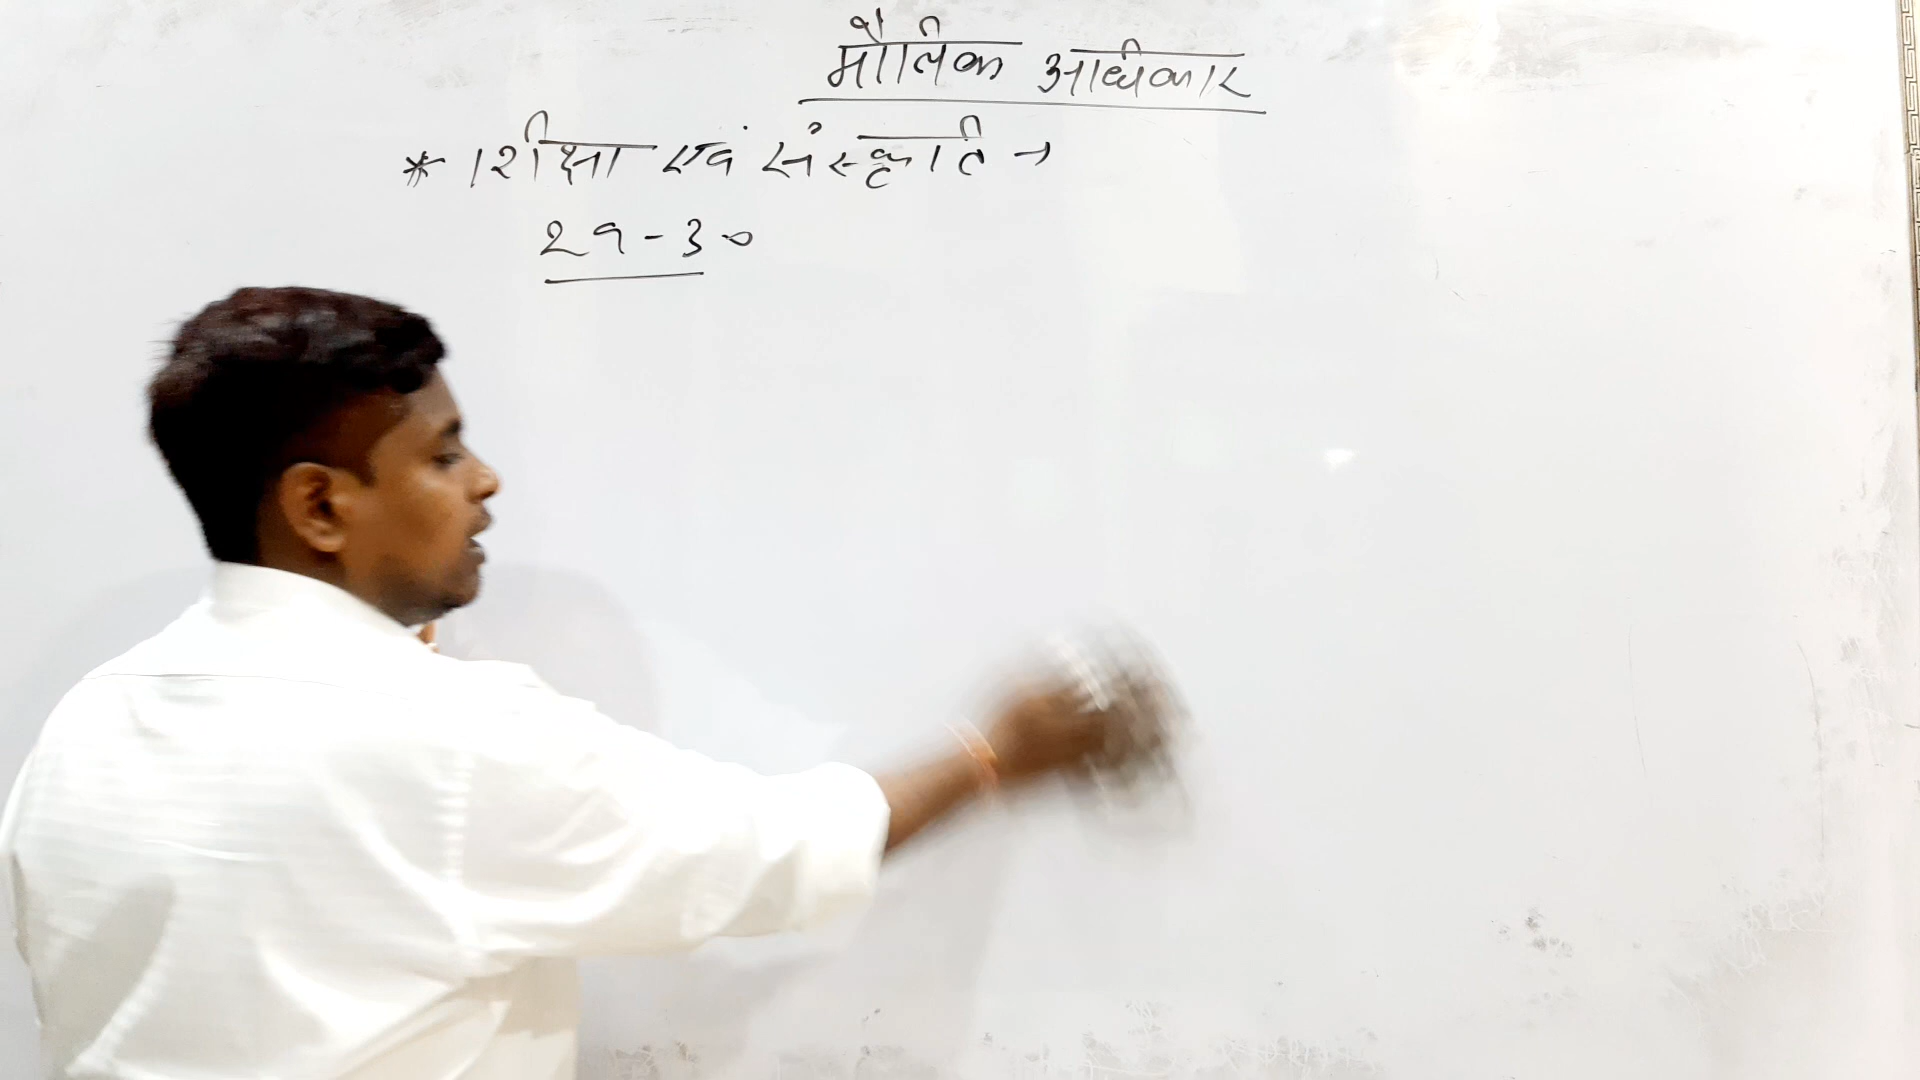 मौलिक अधिकार
* शिक्षा एवं संस्कृति →
29-30